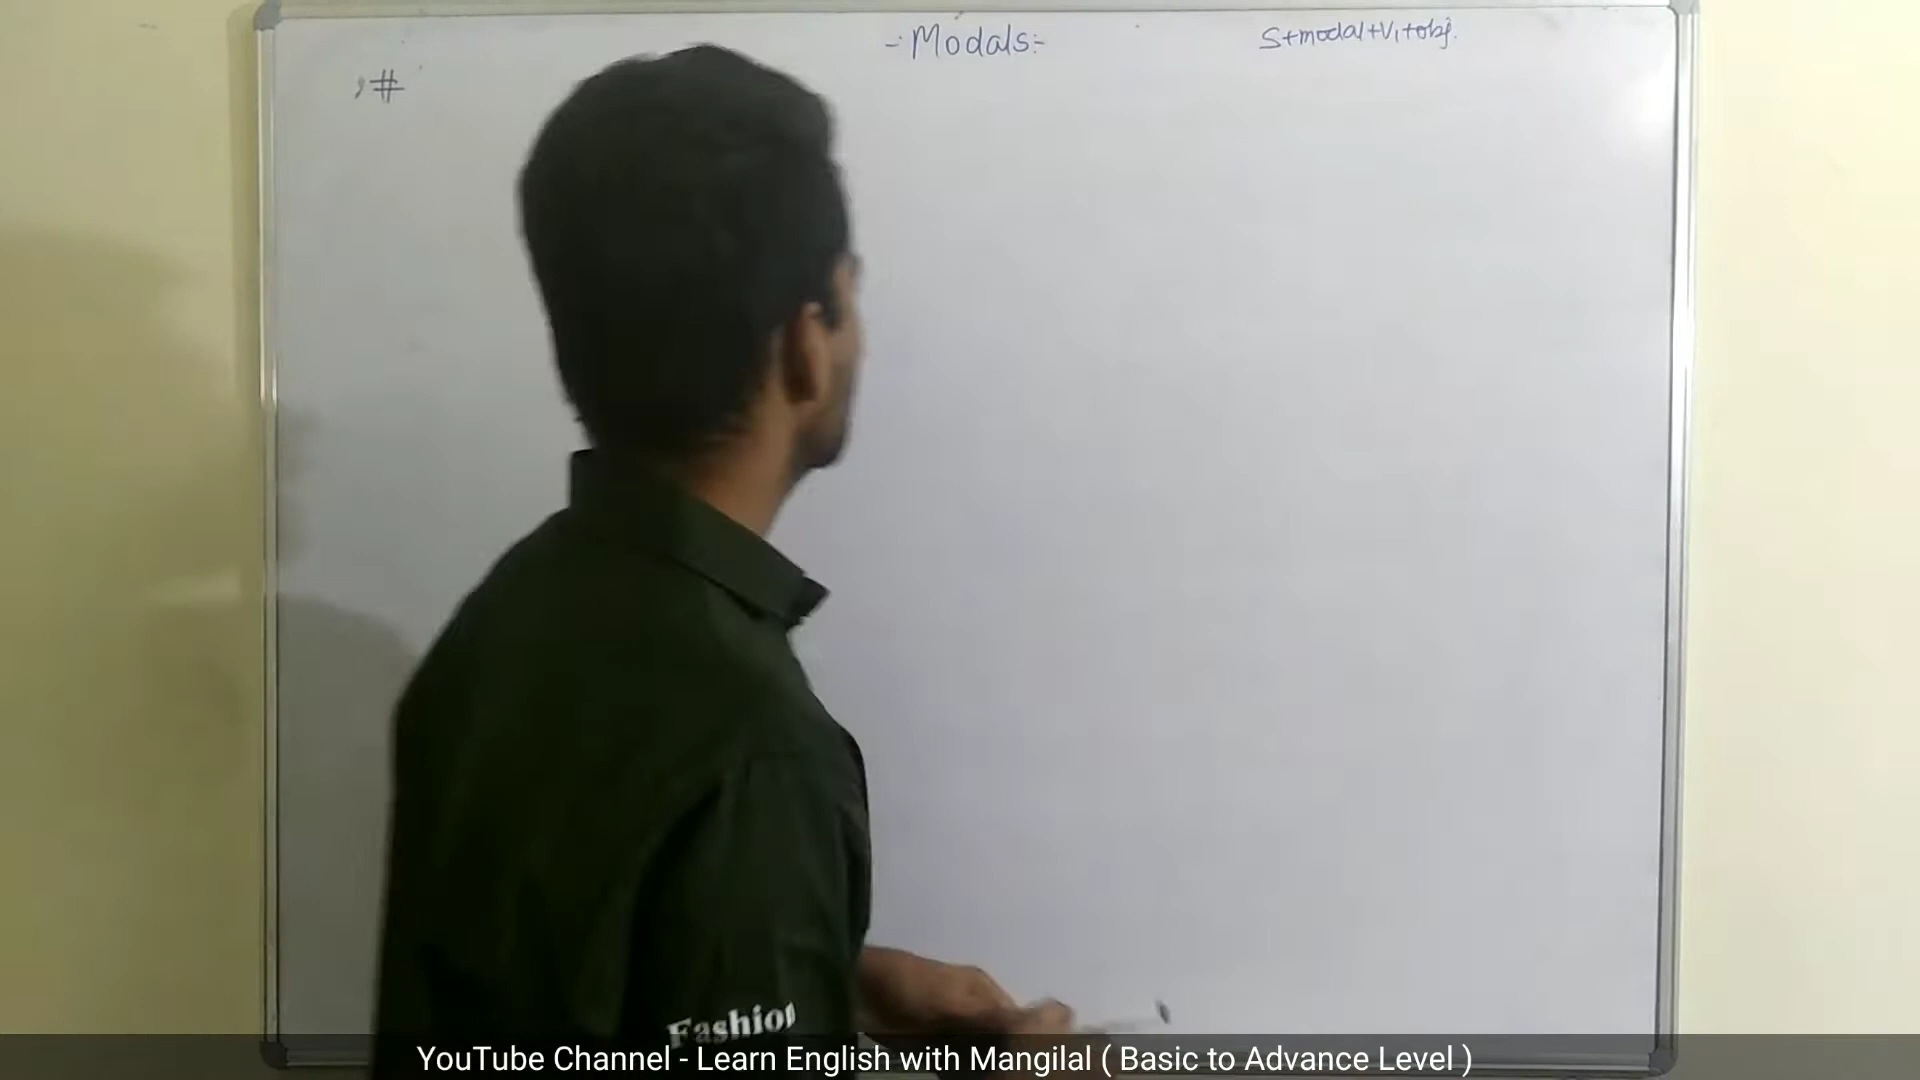 -: Modals:-
S+modal+V₁+obj.
, #
Fashion
YouTube Channel - Learn English with Mangilal ( Basic to Advance Level )